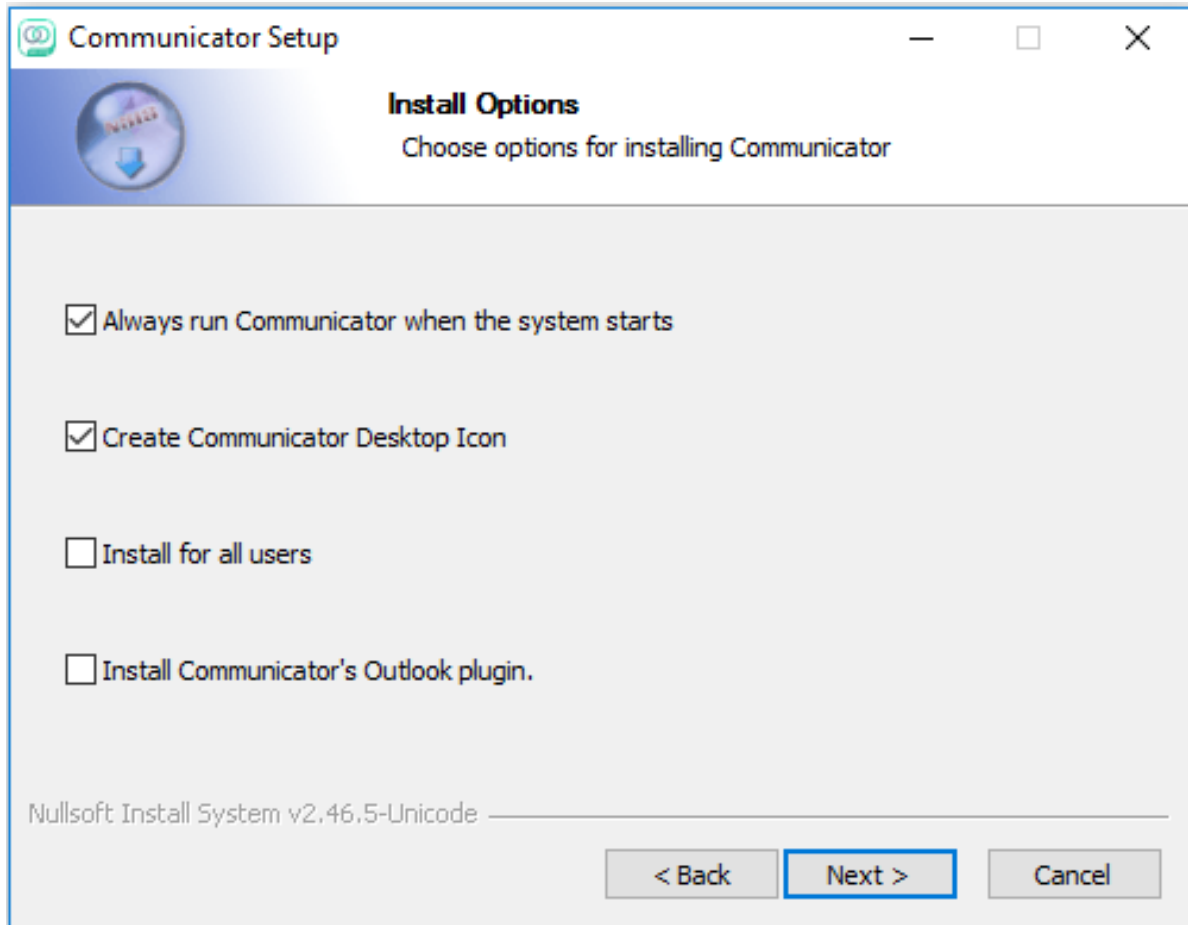 Communicator Setup
Install Options
Choose options for installing Communicator
Always run Communicator when the system starts
Create Communicator Desktop Icon
Install for all users
Install Communicator's Outlook plugin.
Nullsoft Install System v2.46.5-Unicode
< Back
Next >
Cancel